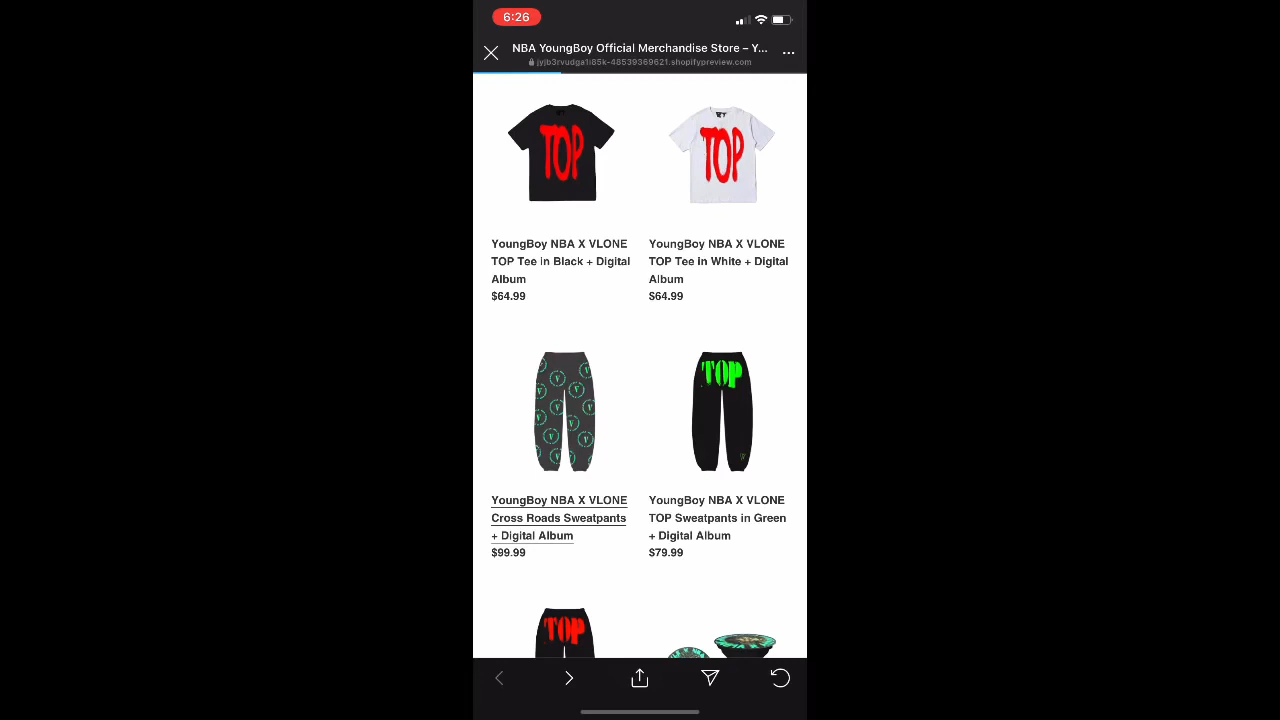 6:26
NBA YoungBoy Official Merchandise Store – Y...
jyjb3rvudga1i85k-48539369621.shopifypreview.com
TOP
TOP
YoungBoy NBA X VLONE
TOP Tee in Black + Digital
Album
$64.99
YoungBoy NBA X VLONE
TOP Tee in White + Digital
Album
$64.99
TOP
YoungBoy NBA X VLONE
Cross Roads Sweatpants
+ Digital Album
$99.99
YoungBoy NBA X VLONE
TOP Sweatpants in Green
+ Digital Album
$79.99
TOP